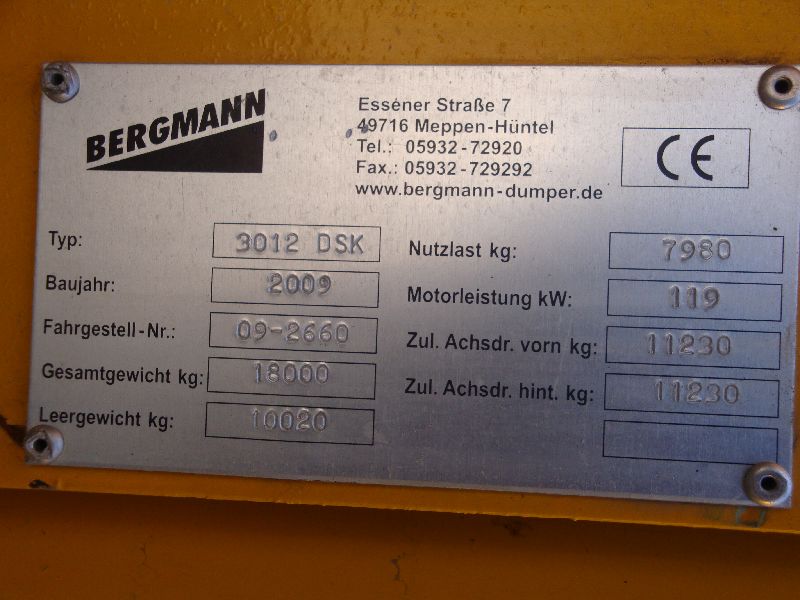 BERGMANN
Essener Straße 7
49716 Meppen-Hüntel
Tel.: 05932-72920
Fax.: 05932-729292
www.bergmann-dumper.de
CE
Typ: 3012 DSK
Baujahr: 2009
Fahrgestell-Nr.: 09-2660
Gesamtgewicht kg: 18000
Leergewicht kg: 10020
Nutzlast kg: 7980
Motorleistung kW: 119
Zul. Achsdr. vorn kg: 11230
Zul. Achsdr. hint. kg: 11230